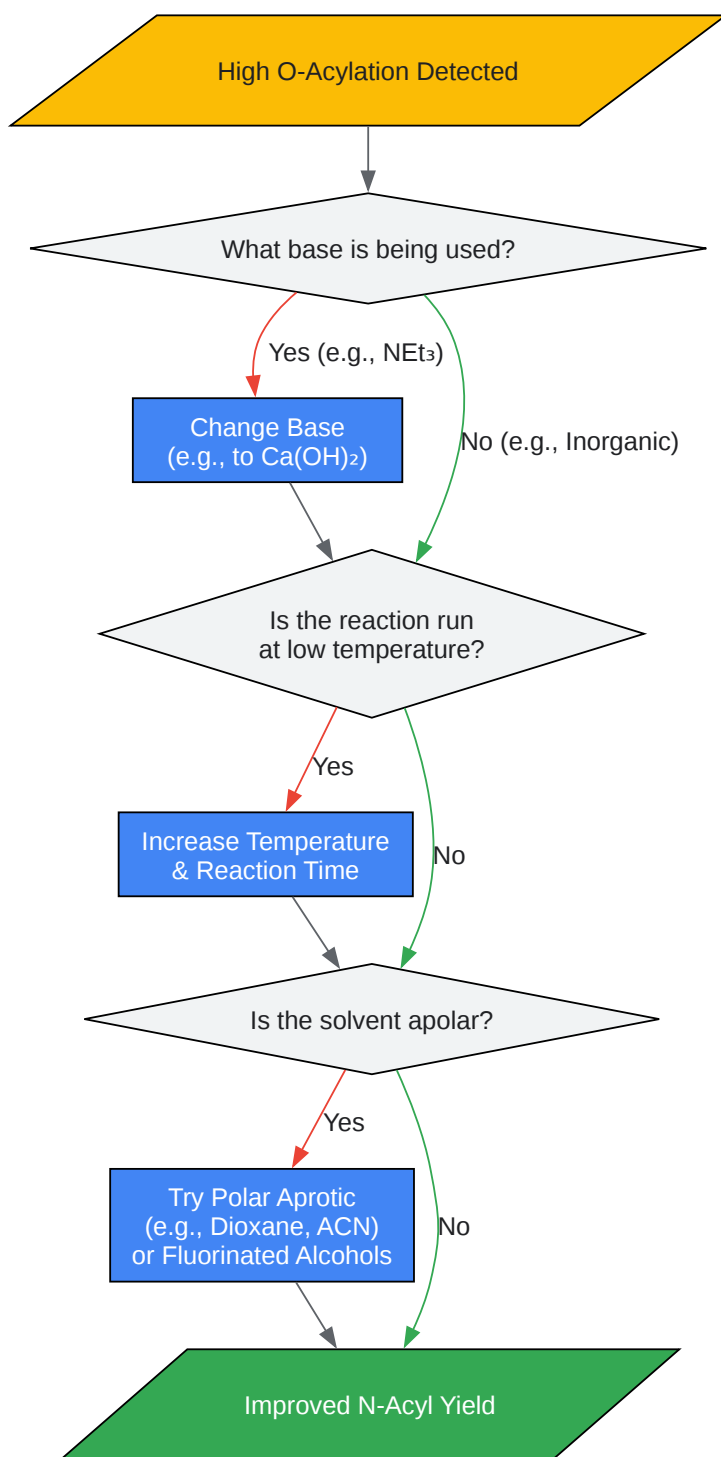 High O-Acylation Detected
What base is being used?
Yes (e.g., NEt₃)
Change Base
(e.g., to Ca(OH)₂)
No (e.g., Inorganic)
Is the reaction run
at low temperature?
Yes
Increase Temperature
& Reaction Time
No
Is the solvent apolar?
Yes
Try Polar Aprotic
(e.g., Dioxane, ACN)
or Fluorinated Alcohols
No
Improved N-Acyl Yield